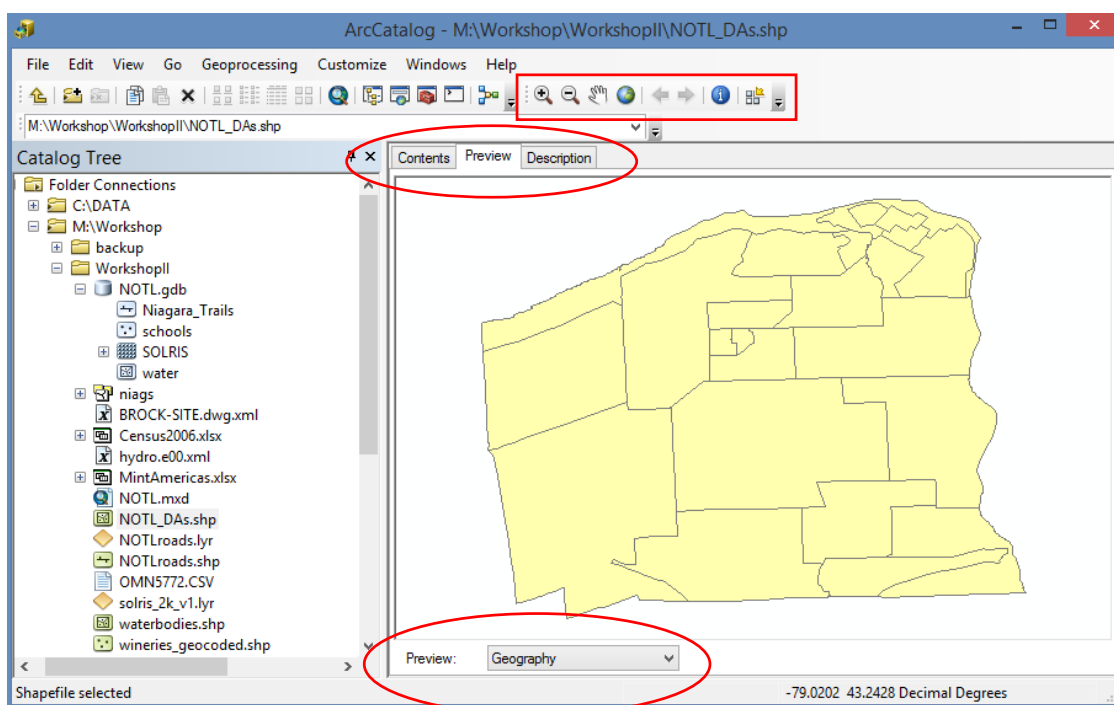 ArcCatalog - M:\Workshop\WorkshopII\NOTL_DAs.shp
File Edit View Go Geoprocessing Customize Windows Help
M:\Workshop\WorkshopII\NOTL_DAs.shp
Catalog Tree
Contents Preview Description
Folder Connections
C:\DATA
M:\Workshop
backup
WorkshopII
NOTL.gdb
Niagara_Trails
schools
SOLRIS
water
niags
BROCK-SITE.dwg.xml
Census2006.xlsx
hydro.e00.xml
MintAmericas.xlsx
NOTL.mxd
NOTL_DAs.shp
NOTLroads.lyr
NOTLroads.shp
OMN5772.CSV
solris_2k_v1.lyr
waterbodies.shp
wineries_geocoded.shp
Preview: Geography
Shapefile selected
-79.0202 43.2428 Decimal Degrees